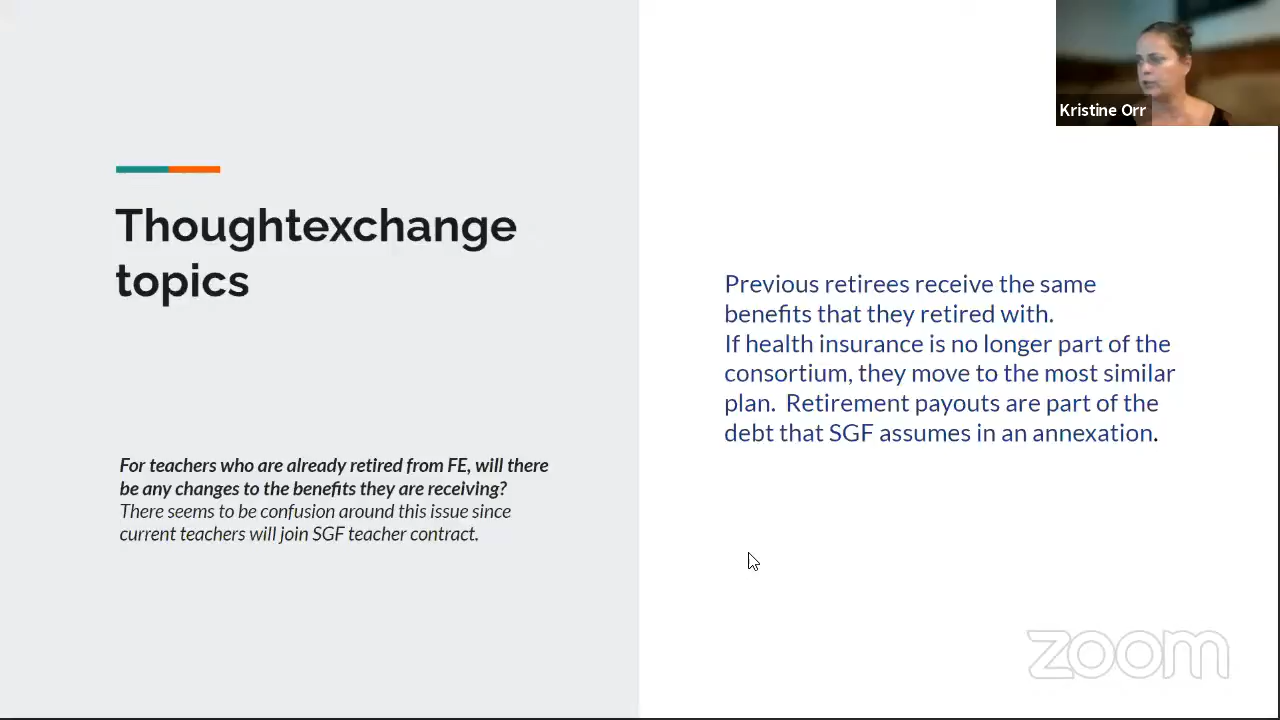 Thoughtexchange
topics
For teachers who are already retired from FE, will there
be any changes to the benefits they are receiving?
There seems to be confusion around this issue since
current teachers will join SGF teacher contract.
Previous retirees receive the same
benefits that they retired with.
If health insurance is no longer part of the
consortium, they move to the most similar
plan.  Retirement payouts are part of the
debt that SGF assumes in an annexation.
Kristine Orr
zoom